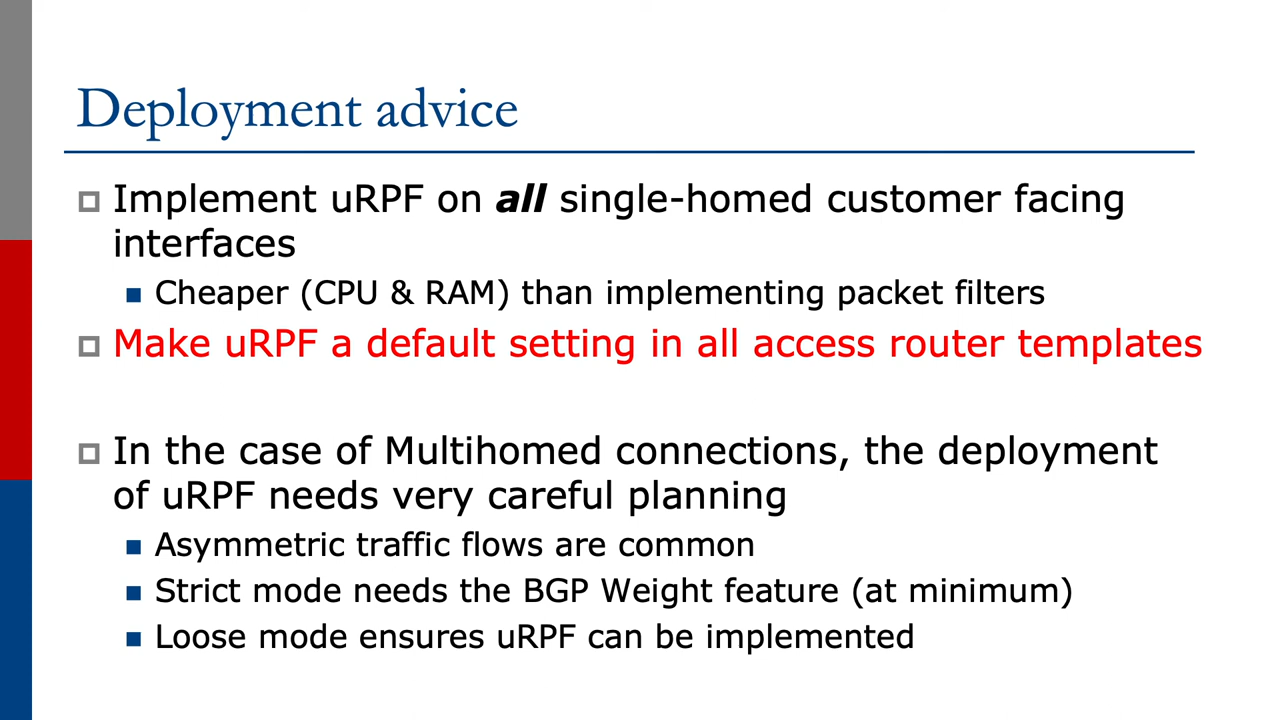 Deployment advice
Implement uRPF on all single-homed customer facing
interfaces
Cheaper (CPU & RAM) than implementing packet filters
Make uRPF a default setting in all access router templates
In the case of Multihomed connections, the deployment
of uRPF needs very careful planning
Asymmetric traffic flows are common
Strict mode needs the BGP Weight feature (at minimum)
Loose mode ensures uRPF can be implemented